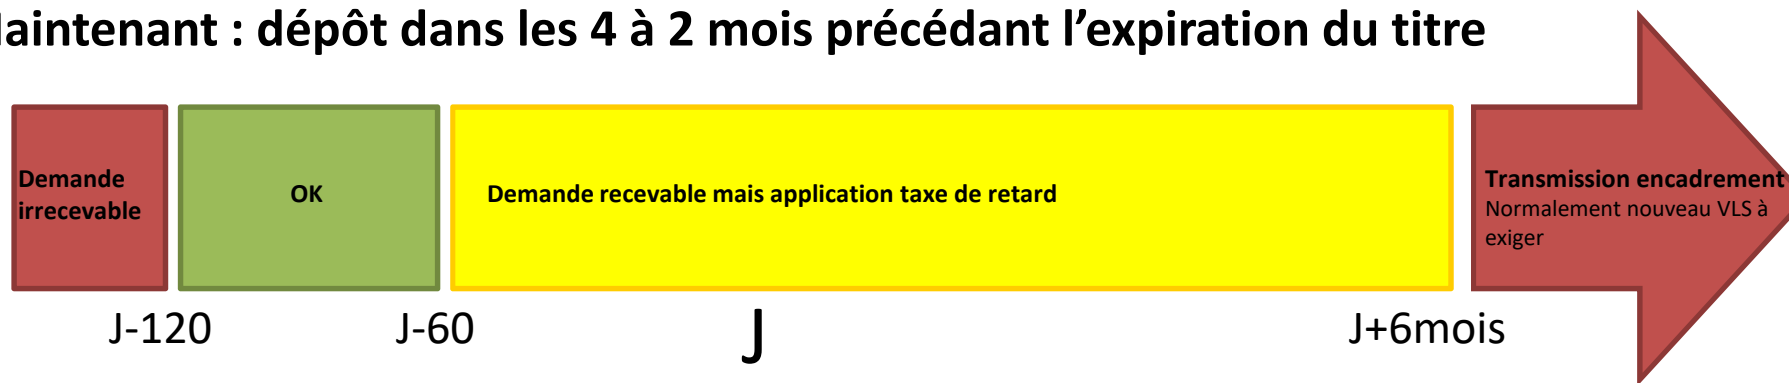 aintenant : dépôt dans les 4 à 2 mois précédant l’expiration du titre
Demande
irrecevable
OK
Demande recevable mais application taxe de retard
Transmission encadrement
Normalement nouveau VLS à
exiger
J-120
J-60
J
J+6mois